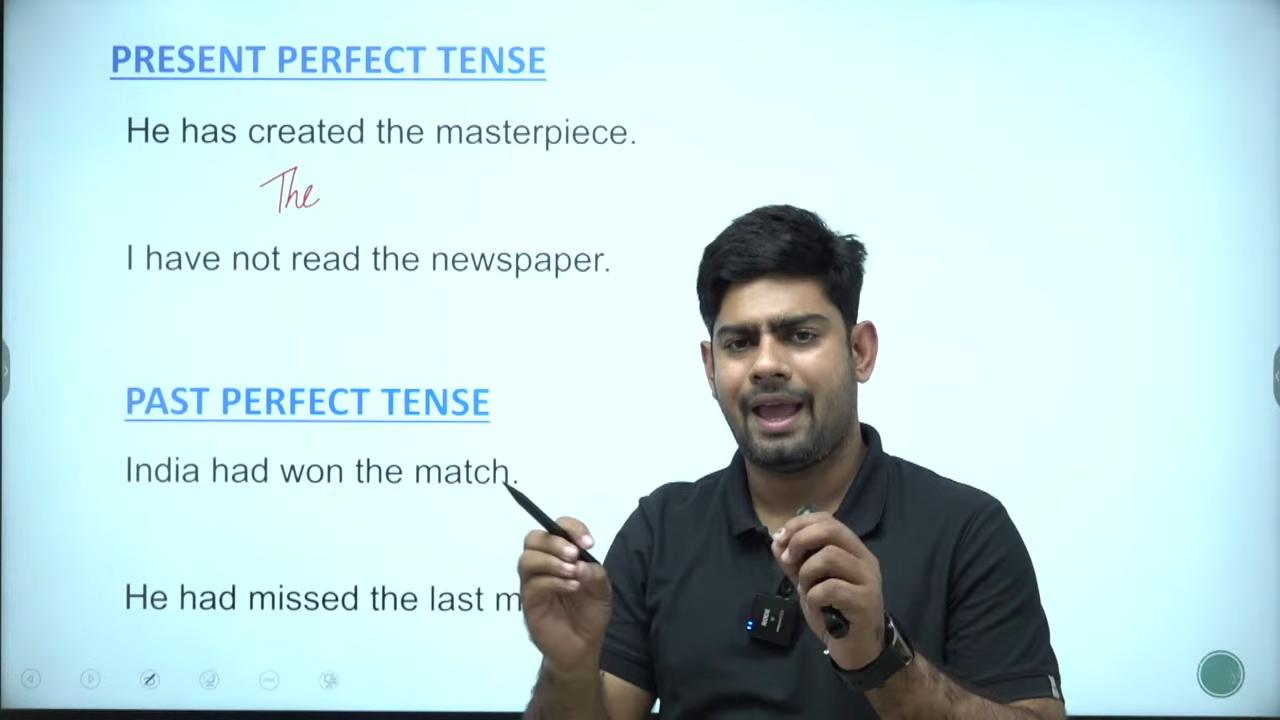 PRESENT PERFECT TENSE
He has created the masterpiece.
The
I have not read the newspaper.
PAST PERFECT TENSE
India had won the match.
He had missed the last